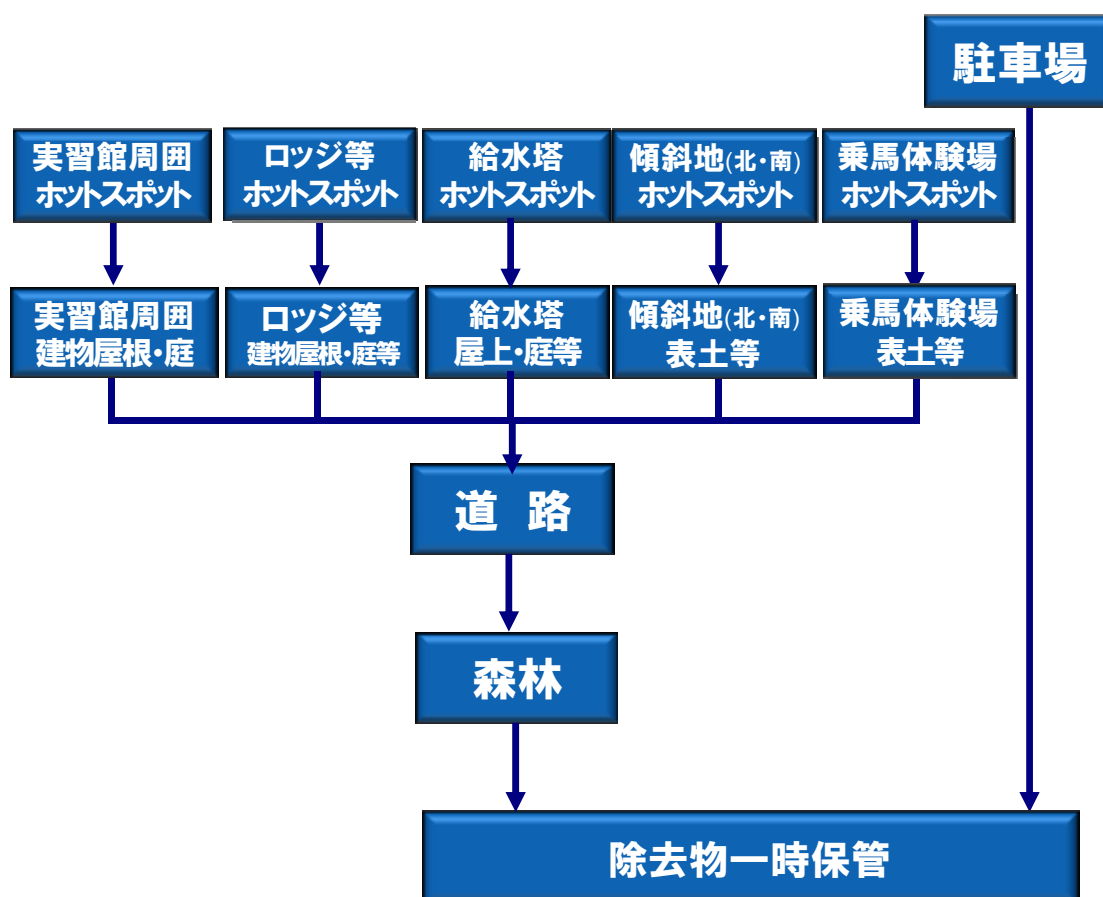 駐車場
実習館周囲
ホットスポット
ロッジ等
ホットスポット
給水塔
ホットスポット
傾斜地(北・南)
ホットスポット
乗馬体験場
ホットスポット
実習館周囲
建物屋根・庭
ロッジ等
建物屋根・庭等
給水塔
屋上・庭等
傾斜地(北・南)
表土等
乗馬体験場
表土等
道 路
森林
除去物一時保管